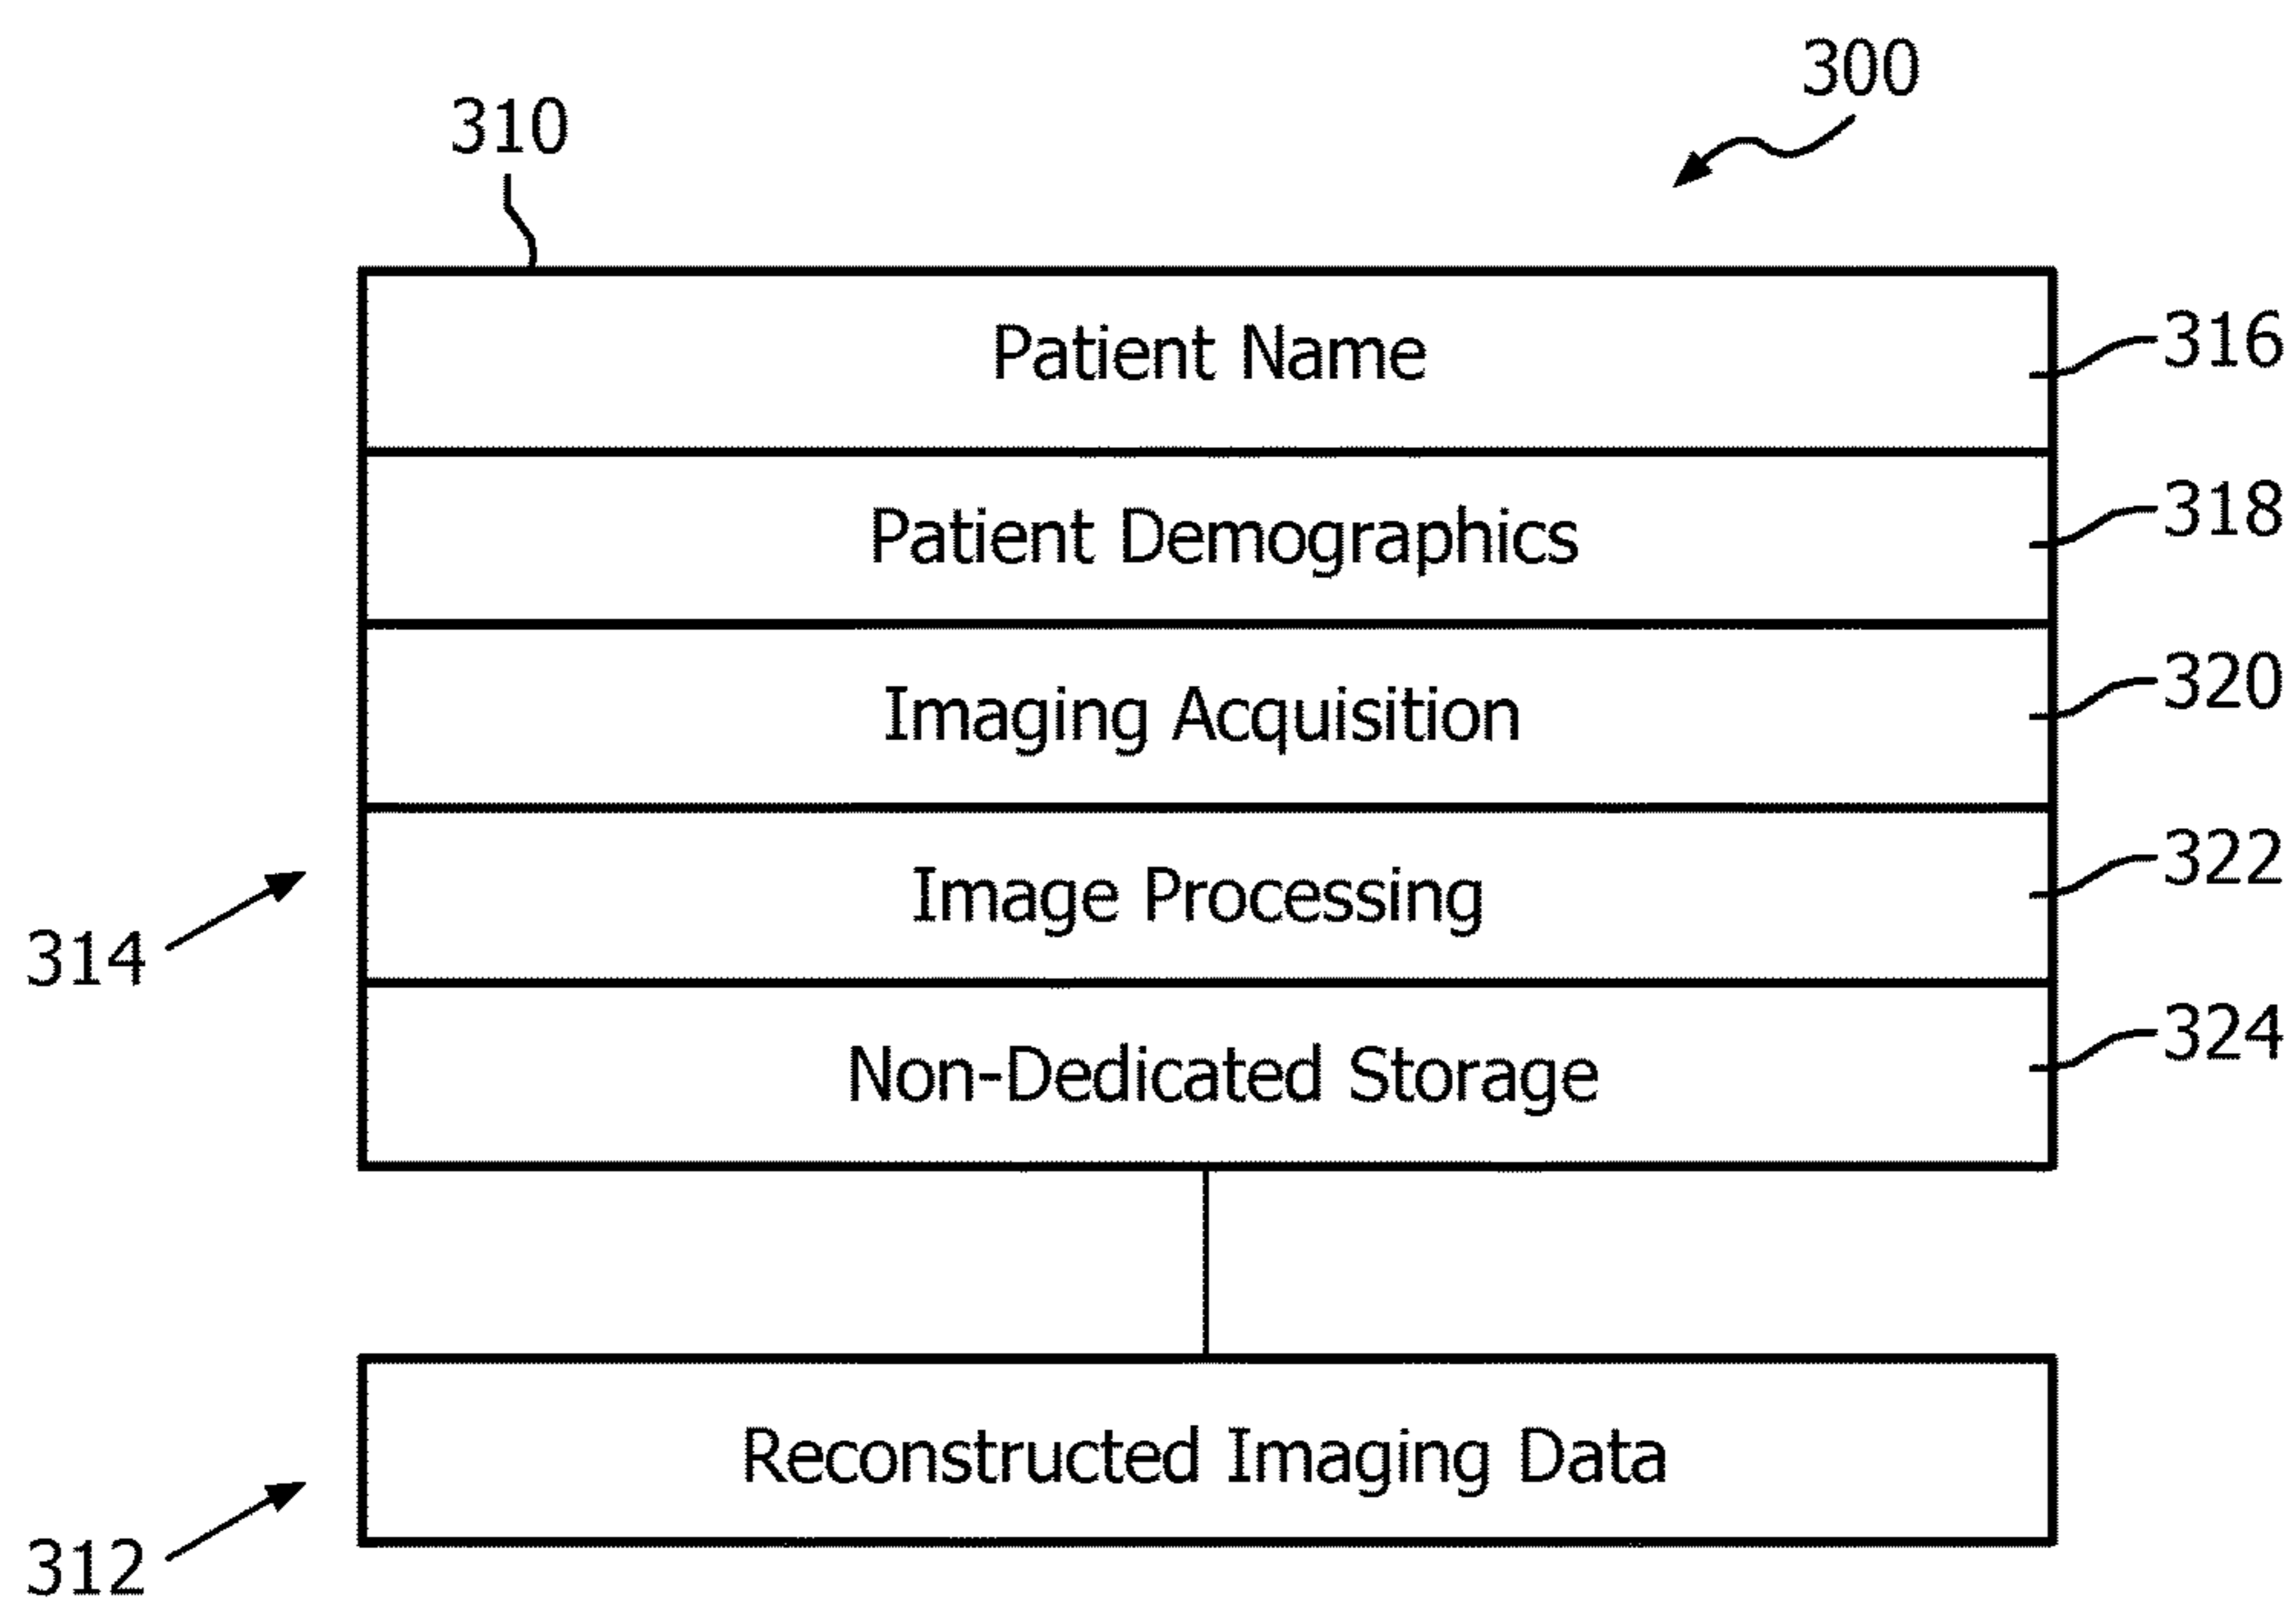 300
310
Patient Name
316
Patient Demographics
318
Imaging Acquisition
320
Image Processing
322
314
Non-Dedicated Storage
324
Reconstructed Imaging Data
312